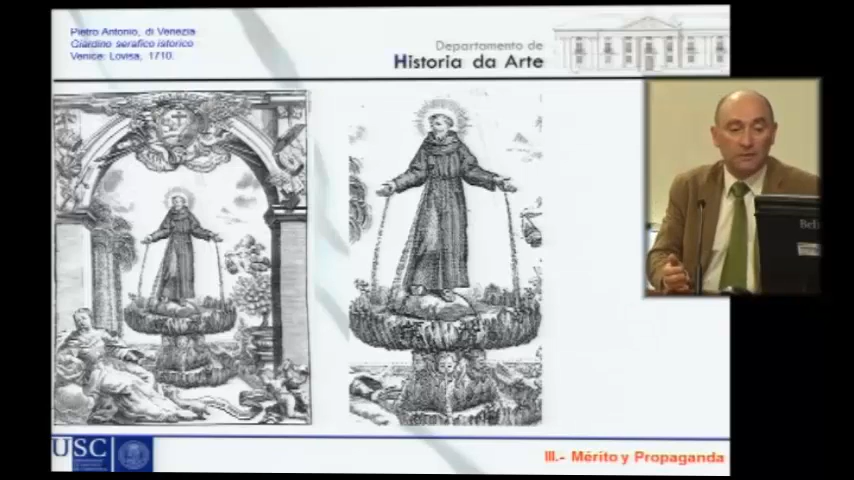 Pietro Antonio, di Venezia
Giardino serafico istorico
Venice: Lovisa, 1710.
Departamento de
Historia da Arte
USC
III.- Mérito y Propaganda